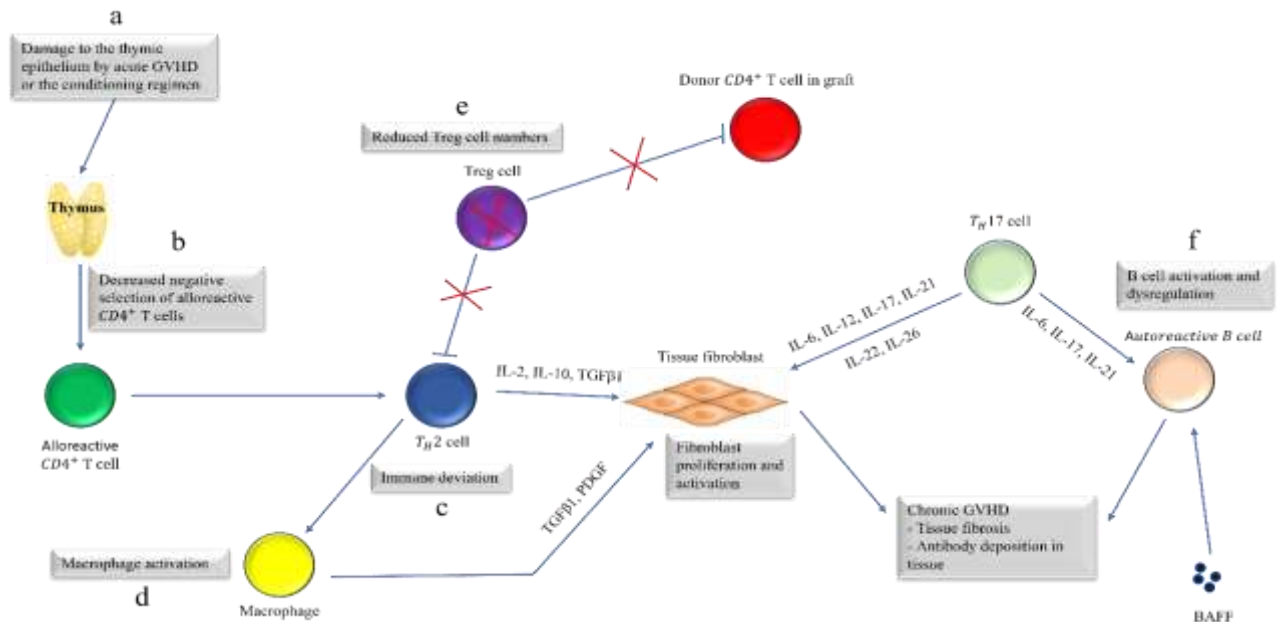 a
Damage to the thymic
epithelium by acute GVHD
or the conditioning regimen
Thymus
b
Decreased negative
selection of alloreactive
CD4⁺ T cells
Alloreactive
CD4⁺ T cell
e
Reduced Treg cell numbers
Treg cell
Donor CD4⁺ T cell in graft
T_H2 cell
Immune deviation
c
IL-2, IL-10, TGFβ1
Macrophage activation
d
Macrophage
TGFβ1, PDGF
Tissue fibroblast
Fibroblast
proliferation and
activation
T_H17 cell
IL-6, IL-12, IL-17, IL-21
IL-22, IL-26
IL-6, IL-17, IL-21
f
B cell activation and
dysregulation
Autoreactive B cell
Chronic GVHD
- Tissue fibrosis
- Antibody deposition in
tissue
BAFF